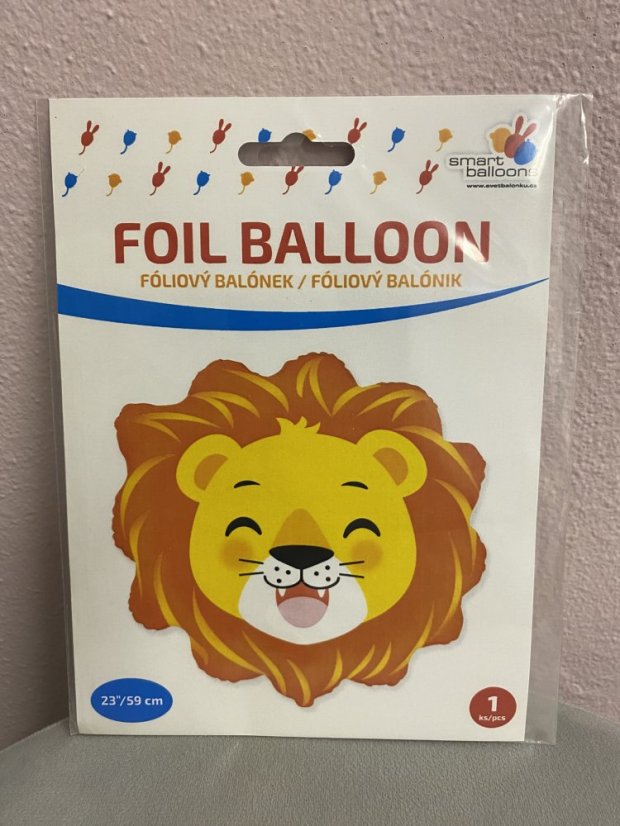 smart
balloons
www.svetbalonku.cz
FOIL BALLOON
FÓLIOVÝ BALÓNEK / FÓLIOVÝ BALÓNIK
23"/59 cm
1
ks/pcs